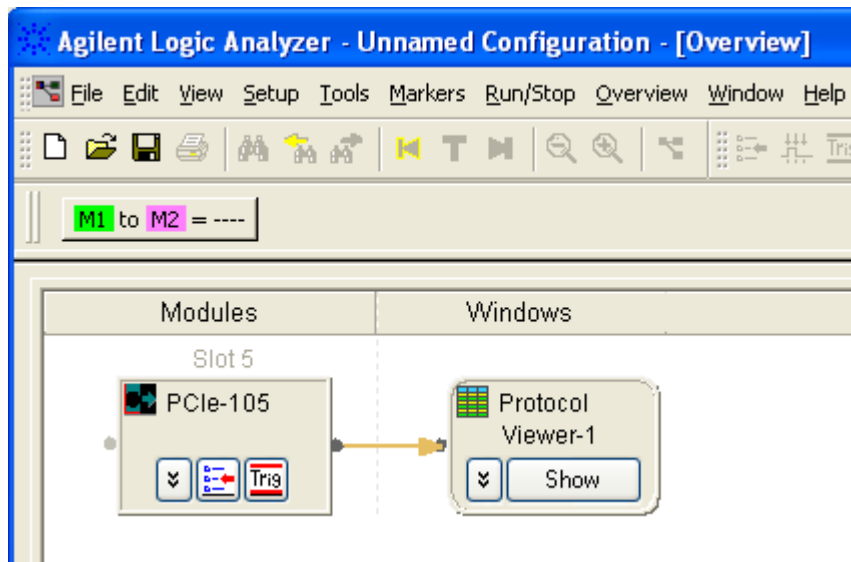 Agilent Logic Analyzer - Unnamed Configuration - [Overview]
File Edit View Setup Tools Markers Run/Stop Overview Window Help
T
M1 to M2 = ----
Modules Windows
Slot 5
PCIe-105
Trig
Protocol
Viewer-1
Show